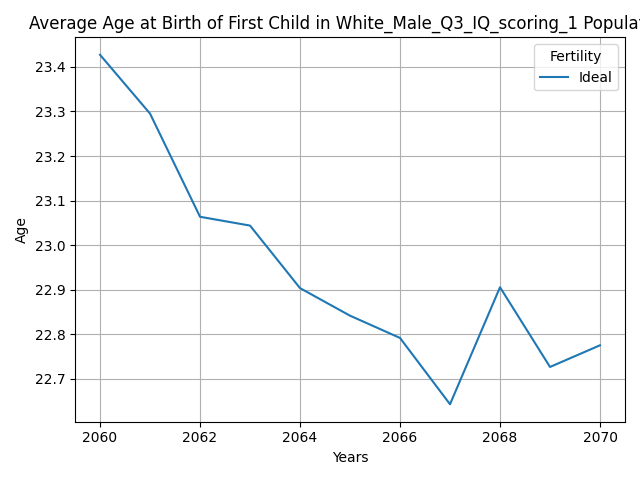 Average Age at Birth of First Child in White_Male_Q3_IQ_scoring_1 Populat
Fertility
Ideal
23.4
23.3
23.2
23.1
23.0
22.9
22.8
22.7
Age
2060 2062 2064 2066 2068 2070
Years